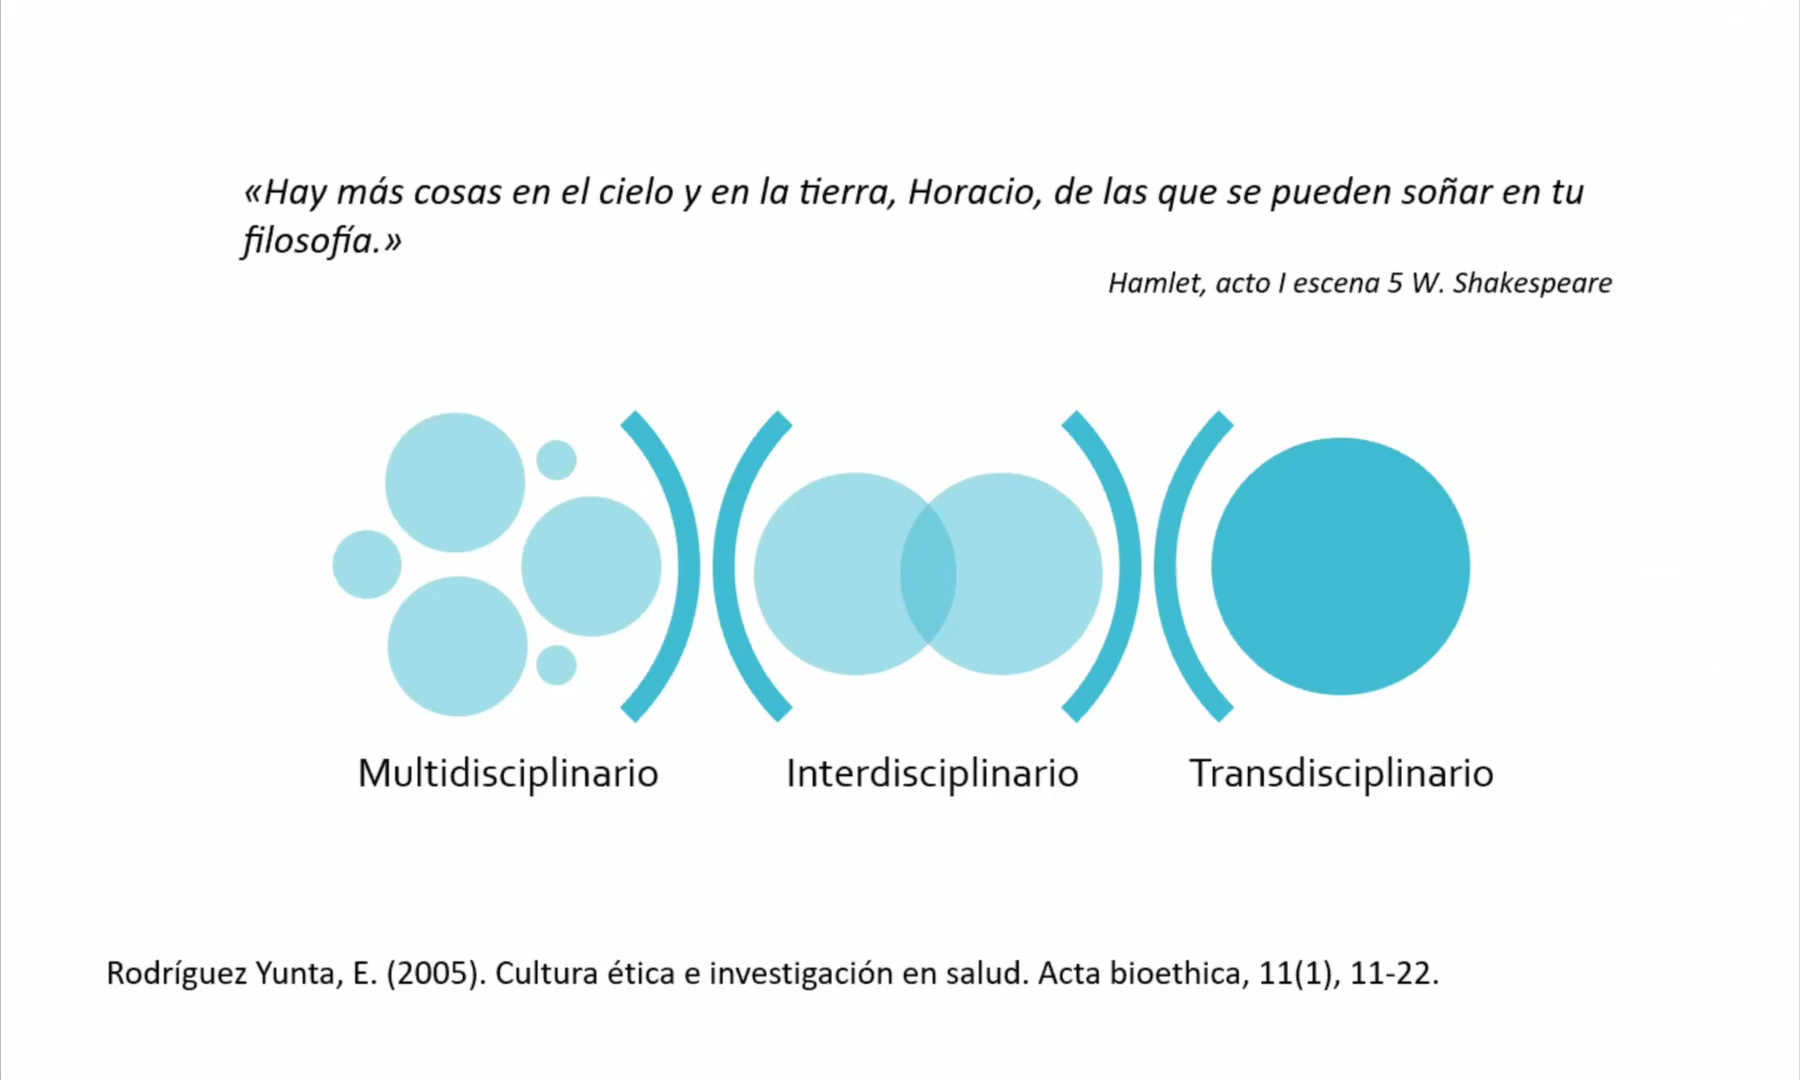 «Hay más cosas en el cielo y en la tierra, Horacio, de las que se pueden soñar en tu
filosofía.»
Hamlet, acto I escena 5 W. Shakespeare
Multidisciplinario
Interdisciplinario
Transdisciplinario
Rodríguez Yunta, E. (2005). Cultura ética e investigación en salud. Acta bioethica, 11(1), 11-22.